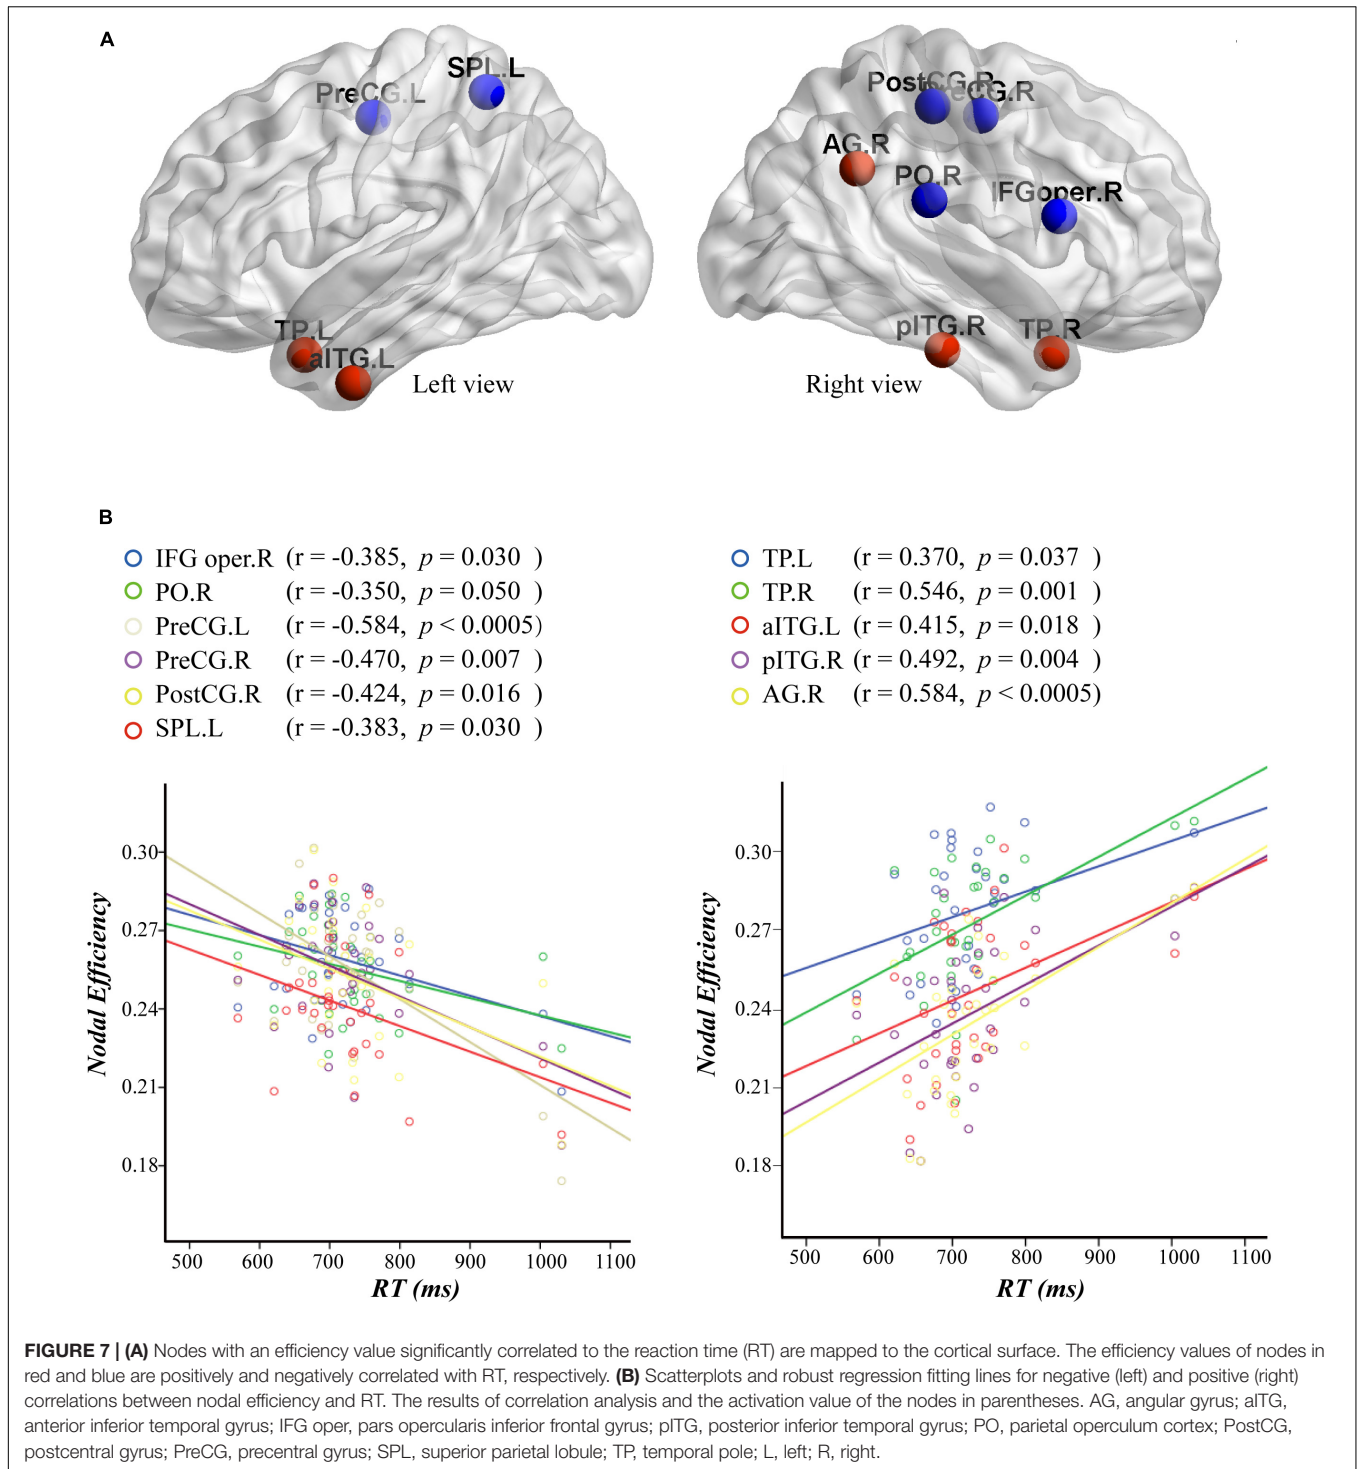 A
PreCG.L
SPL.L
TP.L
aITG.L
Left view
PostCG.R
PreCG.R
AG.R
PO.R
IFGoper.R
pITG.R
TP.R
Right view
B
IFG oper.R (r = -0.385, p = 0.030 )
PO.R (r = -0.350, p = 0.050 )
PreCG.L (r = -0.584, p < 0.0005)
PreCG.R (r = -0.470, p = 0.007 )
PostCG.R (r = -0.424, p = 0.016 )
SPL.L (r = -0.383, p = 0.030 )
TP.L (r = 0.370, p = 0.037 )
TP.R (r = 0.546, p = 0.001 )
aITG.L (r = 0.415, p = 0.018 )
pITG.R (r = 0.492, p = 0.004 )
AG.R (r = 0.584, p < 0.0005)
Nodal Efficiency
0.30
0.27
0.24
0.21
0.18
500 600 700 800 900 1000 1100
RT (ms)
Nodal Efficiency
0.30
0.27
0.24
0.21
0.18
500 600 700 800 900 1000 1100
RT (ms)
FIGURE 7 | (A) Nodes with an efficiency value significantly correlated to the reaction time (RT) are mapped to the cortical surface. The efficiency values of nodes in
red and blue are positively and negatively correlated with RT, respectively. (B) Scatterplots and robust regression fitting lines for negative (left) and positive (right)
correlations between nodal efficiency and RT. The results of correlation analysis and the activation value of the nodes in parentheses. AG, angular gyrus; aITG,
anterior inferior temporal gyrus; IFG oper, pars opercularis inferior frontal gyrus; pITG, posterior inferior temporal gyrus; PO, parietal operculum cortex; PostCG,
postcentral gyrus; PreCG, precentral gyrus; SPL, superior parietal lobule; TP, temporal pole; L, left; R, right.